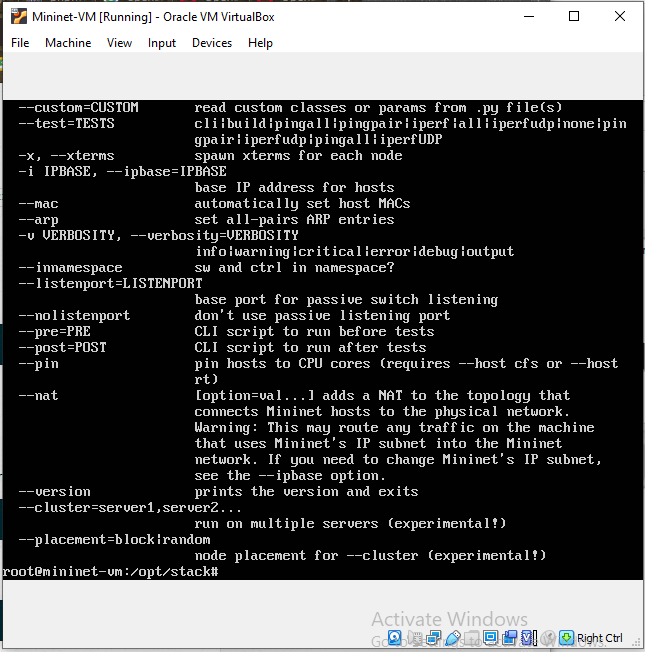 Mininet-VM [Running] - Oracle VM VirtualBox
File Machine View Input Devices Help
--custom=CUSTOM read custom classes or params from .py file(s)
--test=TESTS cli|build|pingall|pingpair|iperf|all|iperfudp|none|pin
gpair|iperfudp|pingall|iperfUDP
-x, --xterms spawn xterms for each node
-i IPBASE, --ipbase=IPBASE
base IP address for hosts
--mac automatically set host MACs
--arp set all-pairs ARP entries
-v VERBOSITY, --verbosity=VERBOSITY
info|warning|critical|error|debug|output
--innamespace sw and ctrl in namespace?
--listenport=LISTENPORT
base port for passive switch listening
--nolistenport don't use passive listening port
--pre=PRE CLI script to run before tests
--post=POST CLI script to run after tests
--pin pin hosts to CPU cores (requires --host cfs or --host
rt)
--nat [option=val...] adds a NAT to the topology that
connects Mininet hosts to the physical network.
Warning: This may route any traffic on the machine
that uses Mininet's IP subnet into the Mininet
network. If you need to change Mininet's IP subnet,
see the --ipbase option.
--version prints the version and exits
--cluster=server1,server2...
run on multiple servers (experimental!)
--placement=block|random
node placement for --cluster (experimental!)
root@mininet-vm:/opt/stack#
Activate Windows
Right Ctrl